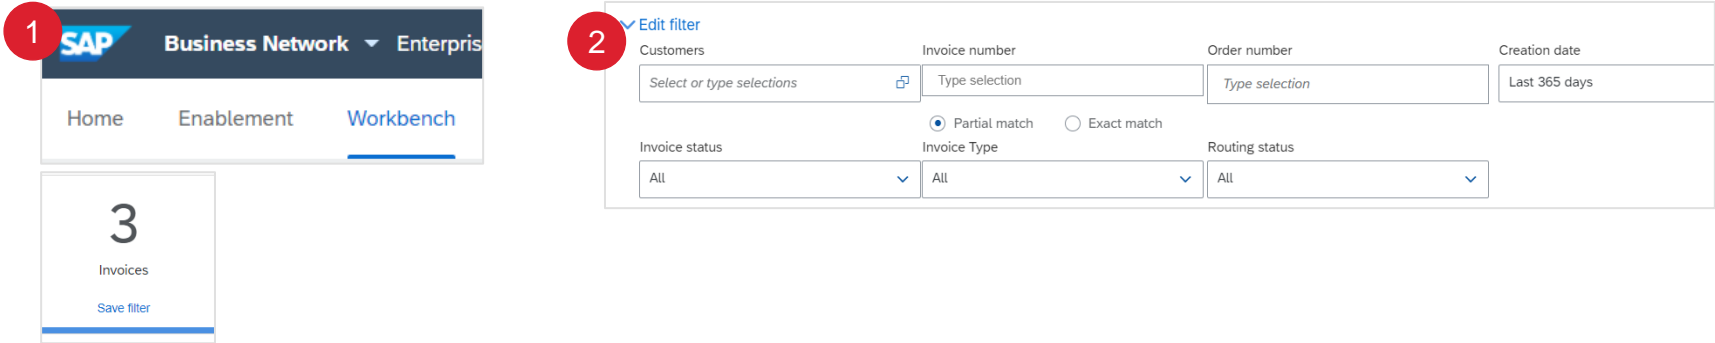 1
SAP Business Network Enterpris
Home Enablement Workbench
3
Invoices
Save filter
2
Edit filter
Customers Invoice number Order number Creation date
Select or type selections Type selection Type selection Last 365 days
Partial match Exact match
Invoice status Invoice Type Routing status
All All All